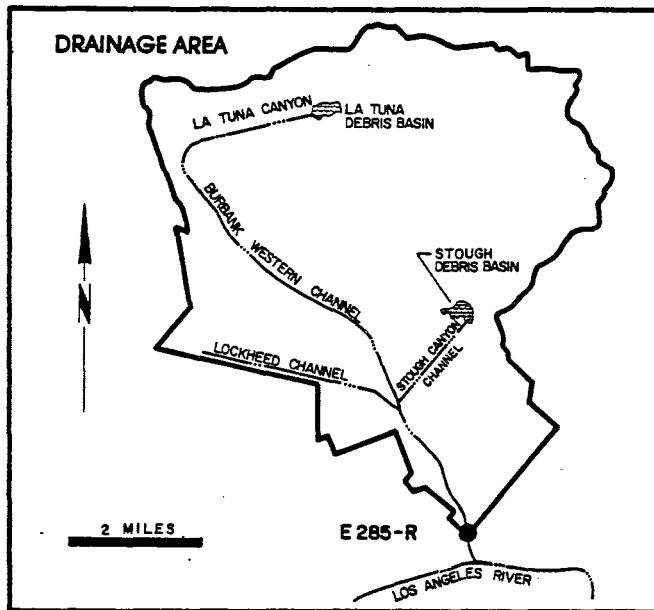 DRAINAGE AREA
LA TUNA CANYON
LA TUNA
DEBRIS BASIN
BURBANK WESTERN CHANNEL
STOUGH
DEBRIS BASIN
N
STOUGH CANYON
CHANNEL
LOCKHEED CHANNEL
2 MILES
E 285-R
LOS ANGELES RIVER